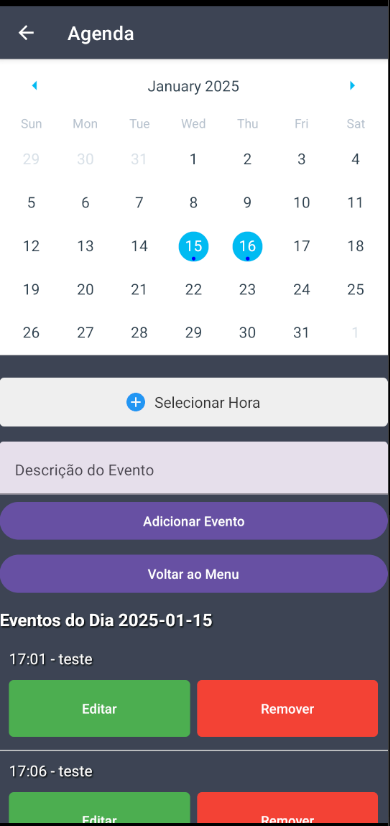 Agenda
January 2025
Sun Mon Tue Wed Thu Fri Sat
29 30 31 1 2 3 4
5 6 7 8 9 10 11
12 13 14 15 16 17 18
19 20 21 22 23 24 25
26 27 28 29 30 31 1
Selecionar Hora
Descrição do Evento
Adicionar Evento
Voltar ao Menu
Eventos do Dia 2025-01-15
17:01 - teste
Editar Remover
17:06 - teste
Editar Remover